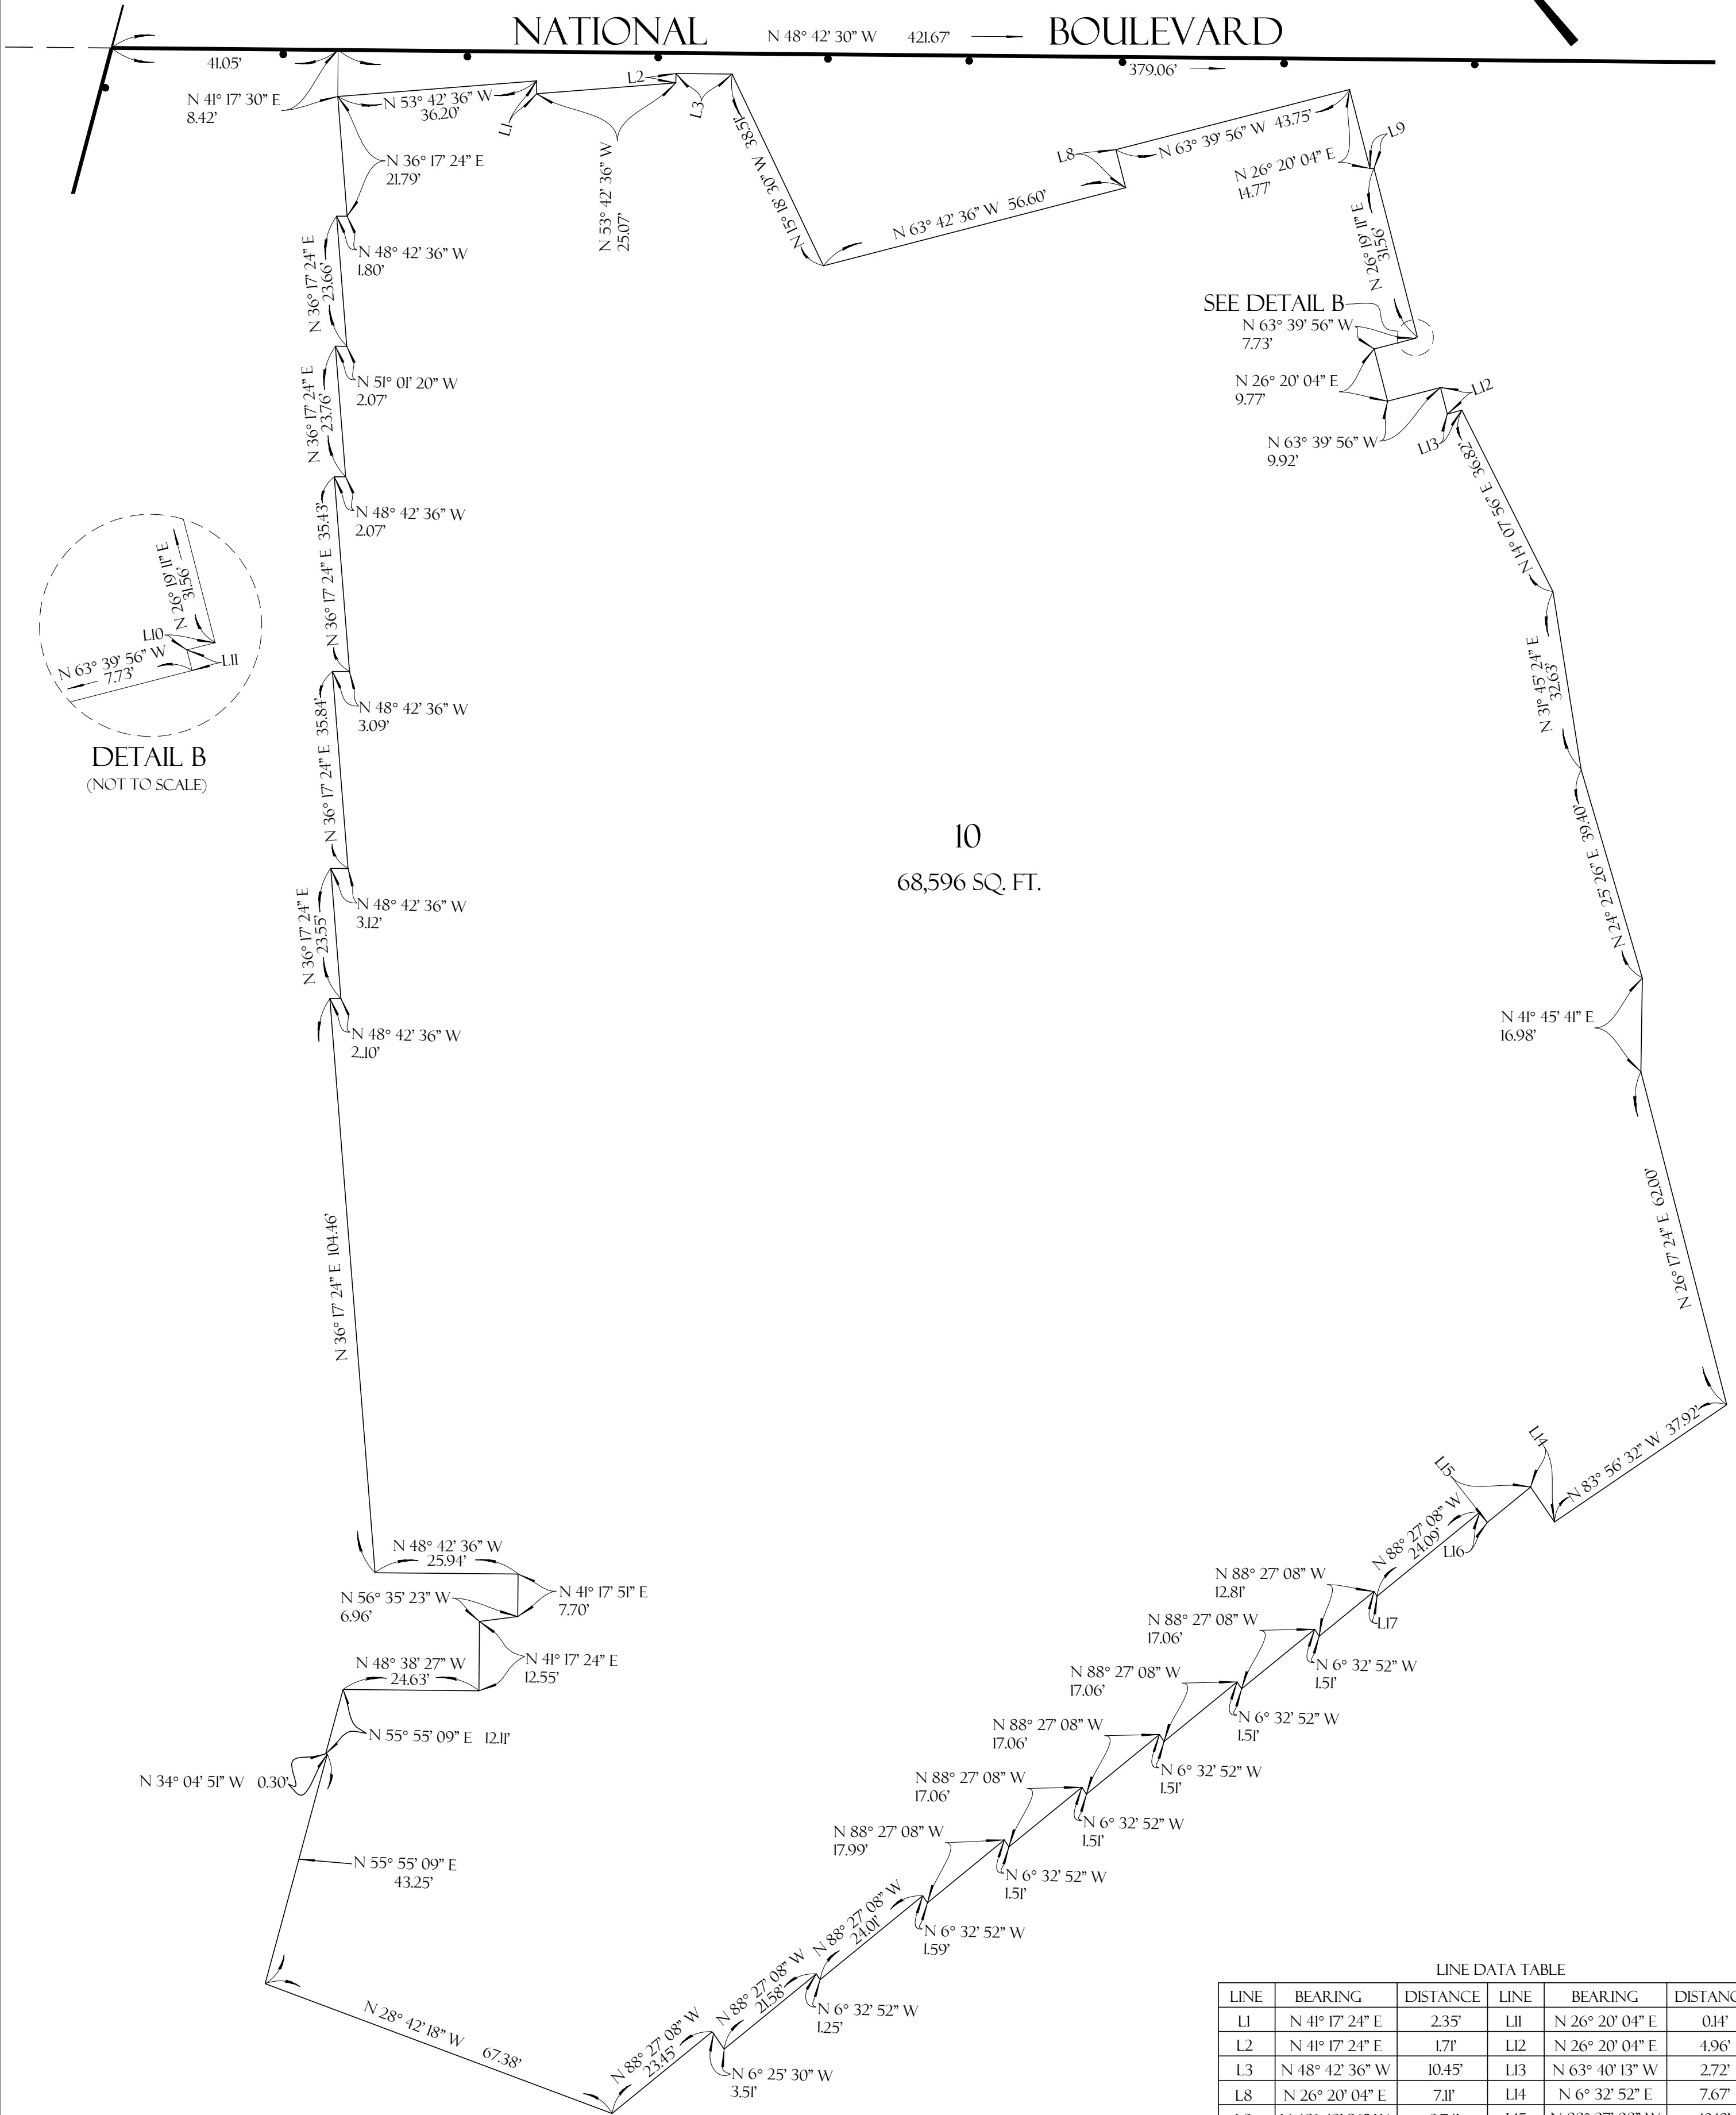 NATIONAL N 48° 42' 30" W 421.67' BOULEVARD
41.05'
379.06'
N 41° 17' 30" E
8.42'
N 53° 42' 36" W
36.20'
L1
L2
L3
N 53° 42' 36" W
25.07'
N 15° 18' 30" W 38.51'
N 63° 42' 36" W 56.60'
L8
N 63° 39' 56" W 43.75'
L9
N 26° 20' 04" E
14.77'
N 26° 19' 11" E
31.56'
SEE DETAIL B
N 63° 39' 56" W
7.73'
N 26° 20' 04" E
9.77'
L12
N 63° 39' 56" W
9.92'
L13
N 14° 07' 56" E 36.82'
N 31° 45' 24" E
32.63'
N 24° 25' 26" E 39.40'
N 41° 45' 41" E
16.98'
N 26° 17' 24" E 62.00'
N 36° 17' 24" E
21.79'
N 48° 42' 36" W
1.80'
N 36° 17' 24" E
23.66'
N 51° 01' 20" W
2.07'
N 36° 17' 24" E
23.76'
N 48° 42' 36" W
2.07'
N 36° 17' 24" E 35.43'
N 48° 42' 36" W
3.09'
N 36° 17' 24" E 35.84'
N 48° 42' 36" W
3.12'
N 36° 17' 24" E
23.55'
N 48° 42' 36" W
2.10'
N 36° 17' 24" E 104.46'
N 26° 19' 11" E
31.56'
L10
L11
N 63° 39' 56" W
7.73'
DETAIL B
(NOT TO SCALE)
10
68,596 SQ. FT.
N 48° 42' 36" W
25.94'
N 41° 17' 51" E
7.70'
N 56° 35' 23" W
6.96'
N 41° 17' 24" E
12.55'
N 48° 38' 27" W
24.63'
N 55° 55' 09" E 12.11'
N 34° 04' 51" W 0.30'
N 55° 55' 09" E
43.25'
N 28° 42' 18" W 67.38'
N 83° 56' 32" W 37.92'
L14
L15
L16
N 88° 27' 08" W
24.09'
L17
N 88° 27' 08" W
12.81'
N 6° 32' 52" W
1.51'
N 88° 27' 08" W
17.06'
N 6° 32' 52" W
1.51'
N 88° 27' 08" W
17.06'
N 6° 32' 52" W
1.51'
N 88° 27' 08" W
17.06'
N 6° 32' 52" W
1.51'
N 88° 27' 08" W
17.06'
N 6° 32' 52" W
1.51'
N 88° 27' 08" W
17.99'
N 6° 32' 52" W
1.59'
N 88° 27' 08" W
24.01'
N 6° 32' 52" W
1.25'
N 88° 27' 08" W
21.58'
N 6° 25' 30" W
3.51'
N 88° 27' 08" W
23.45'
LINE DATA TABLE
LINE BEARING DISTANCE LINE BEARING DISTANC
L1 N 41° 17' 24" E 2.35' L11 N 26° 20' 04" E 0.14'
L2 N 41° 17' 24" E 1.71' L12 N 26° 20' 04" E 4.96'
L3 N 48° 42' 36" W 10.45' L13 N 63° 40' 13" W 2.72'
L8 N 26° 20' 04" E 7.11' L14 N 6° 32' 52" E 7.67'